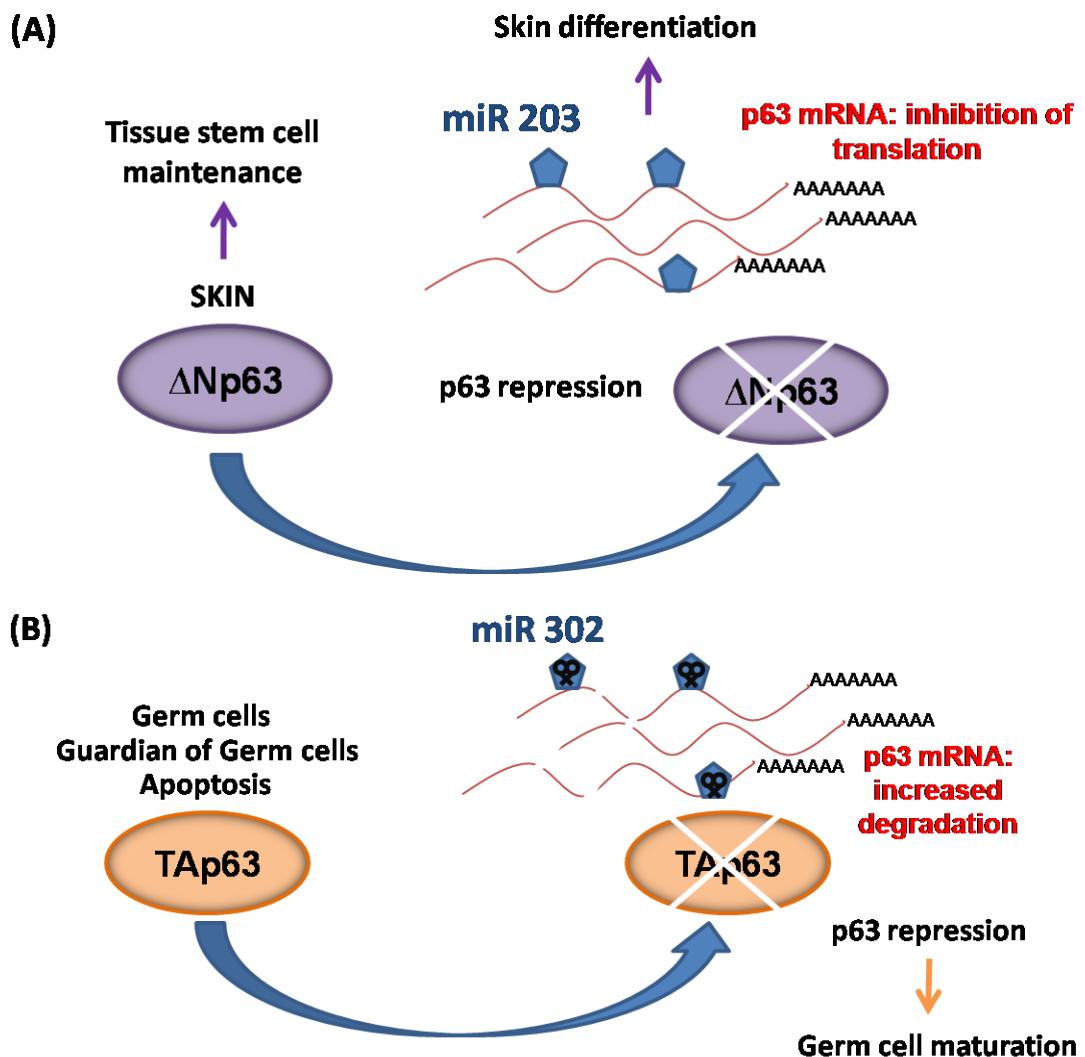 (A)
Skin differentiation
miR 203
p63 mRNA: inhibition of
translation
Tissue stem cell
maintenance
AAAAAAA
AAAAAAA
AAAAAAA
SKIN
ΔNp63
p63 repression
ΔNp63
(B)
miR 302
AAAAAAA
AAAAAAA
AAAAAAA
Germ cells
Guardian of Germ cells
Apoptosis
p63 mRNA:
increased
degradation
TAp63
TAp63
p63 repression
Germ cell maturation